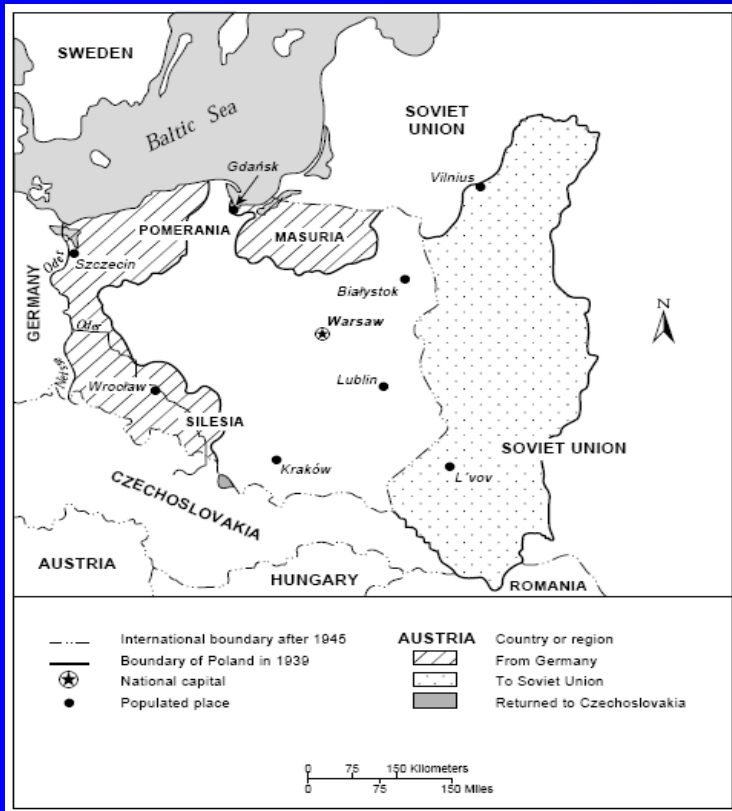 SWEDEN
Baltic Sea
SOVIET
UNION
Gdańsk
Vilnius
POMERANIA
MASURIA
Oder
Szczecin
GERMANY
Białystok
N
Oder
Warsaw
Neisse
Wrocław
Lublin
SILESIA
SOVIET UNION
Kraków
L'vov
CZECHOSLOVAKIA
AUSTRIA
HUNGARY
ROMANIA
International boundary after 1945
Boundary of Poland in 1939
National capital
Populated place
AUSTRIA Country or region
From Germany
To Soviet Union
Returned to Czechoslovakia
0 75 150 Kilometers
0 75 150 Miles